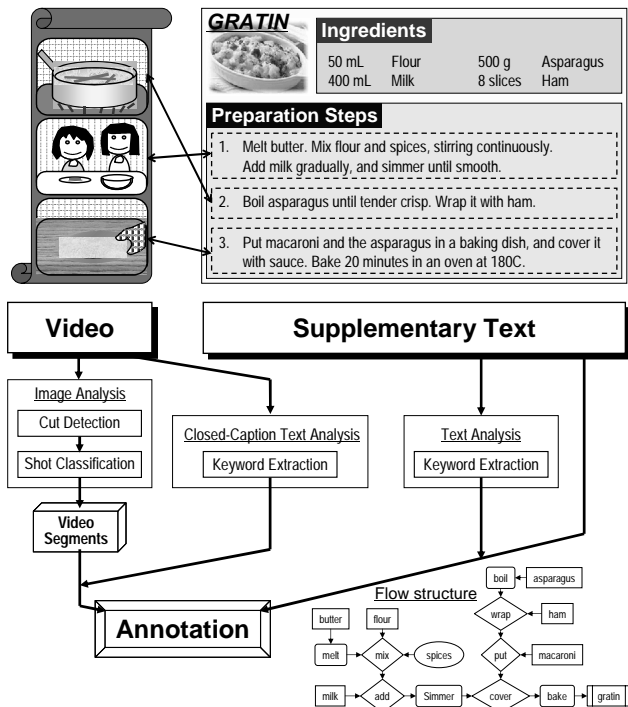 GRATIN
Ingredients
50 mL Flour 500 g Asparagus
400 mL Milk 8 slices Ham
Preparation Steps
1. Melt butter. Mix flour and spices, stirring continuously.
Add milk gradually, and simmer until smooth.
2. Boil asparagus until tender crisp. Wrap it with ham.
3. Put macaroni and the asparagus in a baking dish, and cover it
with sauce. Bake 20 minutes in an oven at 180C.
Video
Supplementary Text
Image Analysis
Cut Detection
Shot Classification
Closed-Caption Text Analysis
Keyword Extraction
Text Analysis
Keyword Extraction
Video
Segments
Annotation
Flow structure
boil asparagus
butter flour wrap ham
melt mix spices put macaroni
milk add Simmer cover bake gratin